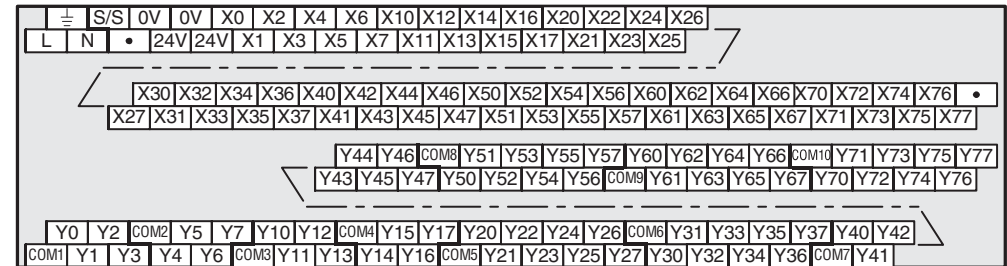 S/S 0V 0V X0 X2 X4 X6 X10 X12 X14 X16 X20 X22 X24 X26
L N • 24V 24V X1 X3 X5 X7 X11 X13 X15 X17 X21 X23 X25
X30 X32 X34 X36 X40 X42 X44 X46 X50 X52 X54 X56 X60 X62 X64 X66 X70 X72 X74 X76 •
X27 X31 X33 X35 X37 X41 X43 X45 X47 X51 X53 X55 X57 X61 X63 X65 X67 X71 X73 X75 X77
Y44 Y46 COM8 Y51 Y53 Y55 Y57 Y60 Y62 Y64 Y66 COM10 Y71 Y73 Y75 Y77
Y43 Y45 Y47 Y50 Y52 Y54 Y56 COM9 Y61 Y63 Y65 Y67 Y70 Y72 Y74 Y76
Y0 Y2 COM2 Y5 Y7 Y10 Y12 COM4 Y15 Y17 Y20 Y22 Y24 Y26 COM6 Y31 Y33 Y35 Y37 Y40 Y42
COM1 Y1 Y3 Y4 Y6 COM3 Y11 Y13 Y14 Y16 COM5 Y21 Y23 Y25 Y27 Y30 Y32 Y34 Y36 COM7 Y41